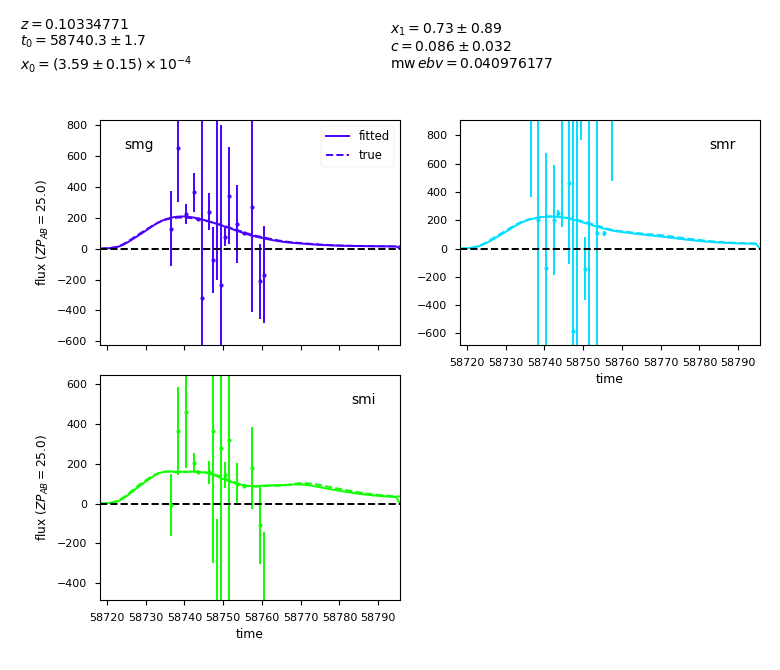 z = 0.10334771
t₀ = 58740.3 ± 1.7
x₀ = (3.59 ± 0.15) × 10⁻⁴
x₁ = 0.73 ± 0.89
c = 0.086 ± 0.032
mw ebv = 0.040976177
smg
fitted
true
800
600
400
200
0
−200
−400
−600
flux (ZP_AB = 25.0)
smr
800
600
400
200
0
−200
−400
−600
58720 58730 58740 58750 58760 58770 58780 58790
time
smi
600
400
200
0
−200
−400
flux (ZP_AB = 25.0)
58720 58730 58740 58750 58760 58770 58780 58790
time